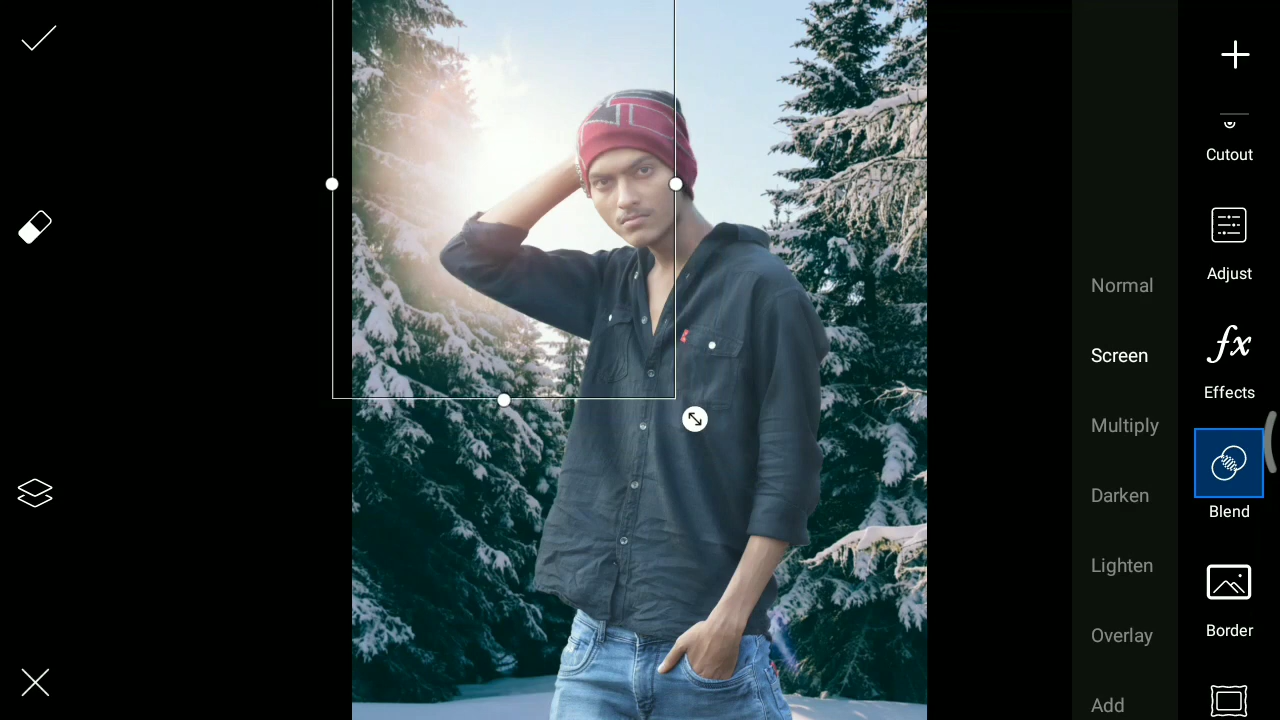 Cutout
Adjust
fx
Effects
Blend
Border
Normal
Screen
Multiply
Darken
Lighten
Overlay
Add